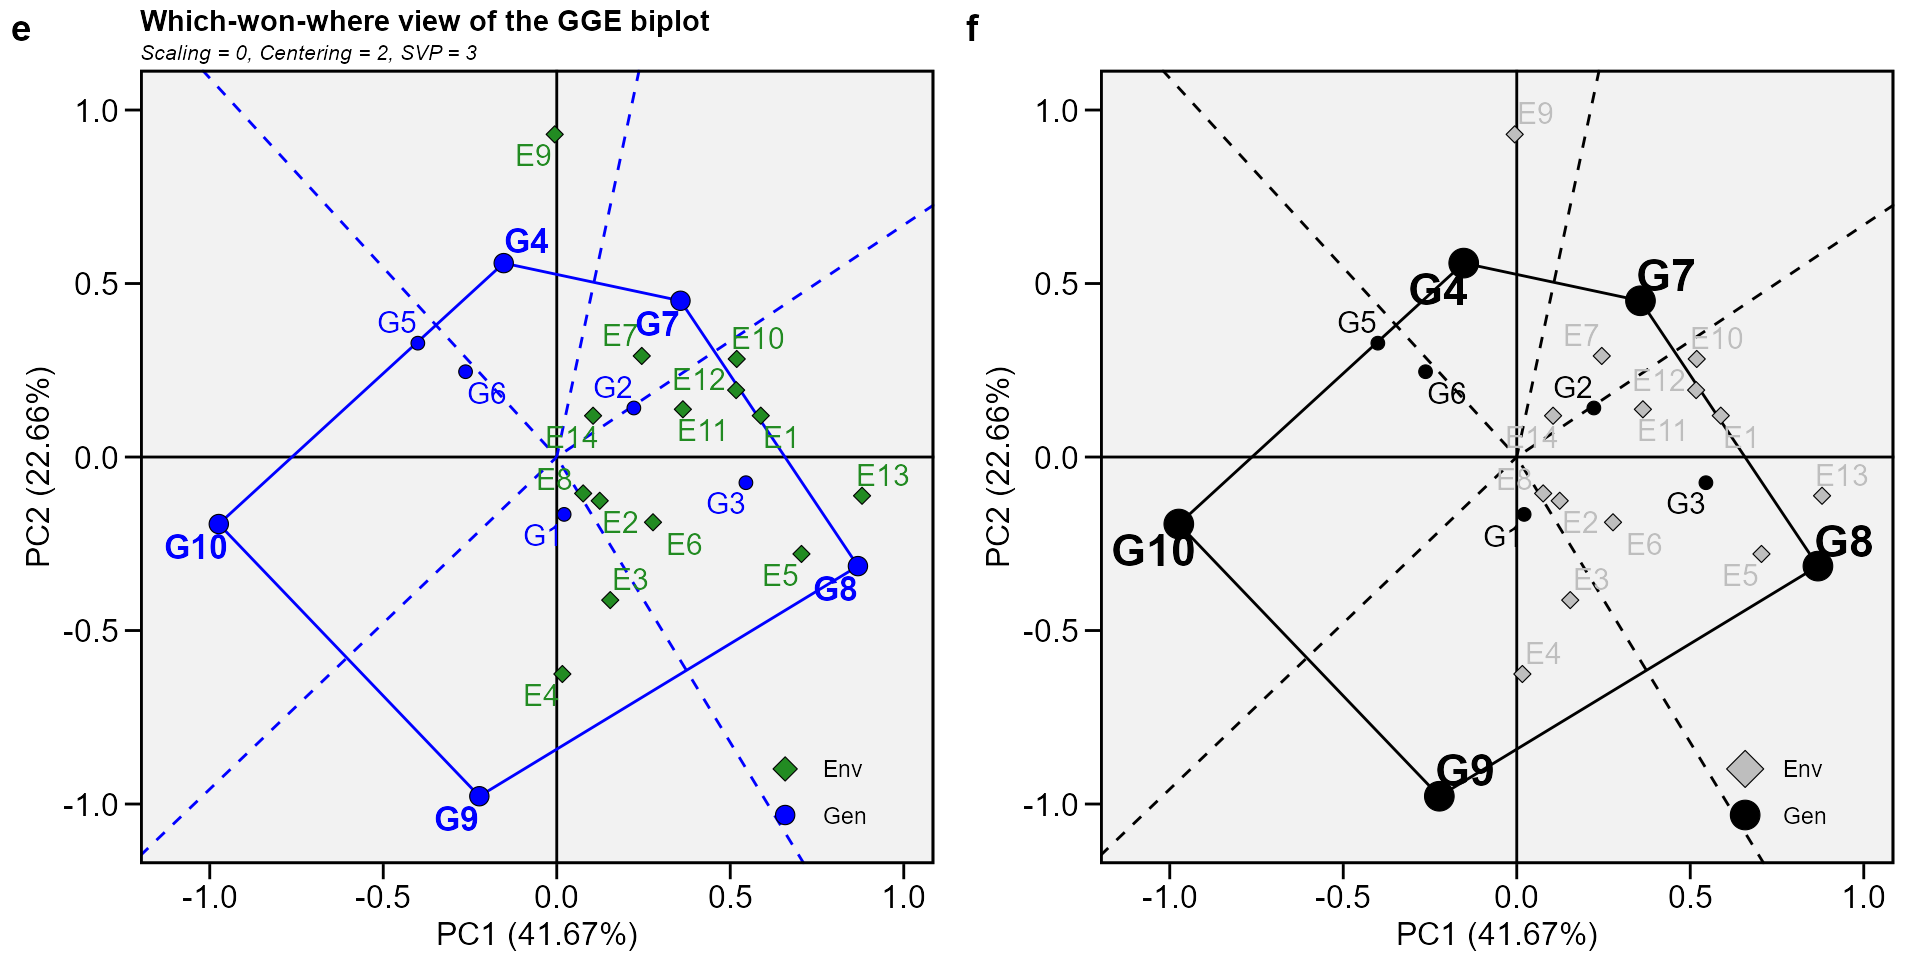 e
Which-won-where view of the GGE biplot
Scaling = 0, Centering = 2, SVP = 3
1.0
0.5
0.0
-0.5
-1.0
PC2 (22.66%)
E9
G4
G7
G5
E7
E10
G6
G2
E12
E14
E11
E1
E8
E13
G3
G1
E2
E6
G10
E3
E5
G8
E4
G9
Env
Gen
-1.0
-0.5
0.0
0.5
1.0
PC1 (41.67%)
f
1.0
0.5
0.0
-0.5
-1.0
PC2 (22.66%)
E9
G4
G7
G5
E7
E10
G6
G2
E12
E14
E11
E1
E8
E13
G3
G1
E2
E6
G10
G8
E3
E5
E4
G9
Env
Gen
-1.0
-0.5
0.0
0.5
1.0
PC1 (41.67%)